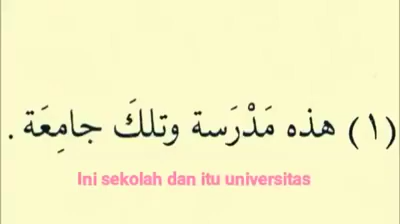 (١) هذه مَدْرَسة وتلكَ جامِعَة .
Ini sekolah dan itu universitas